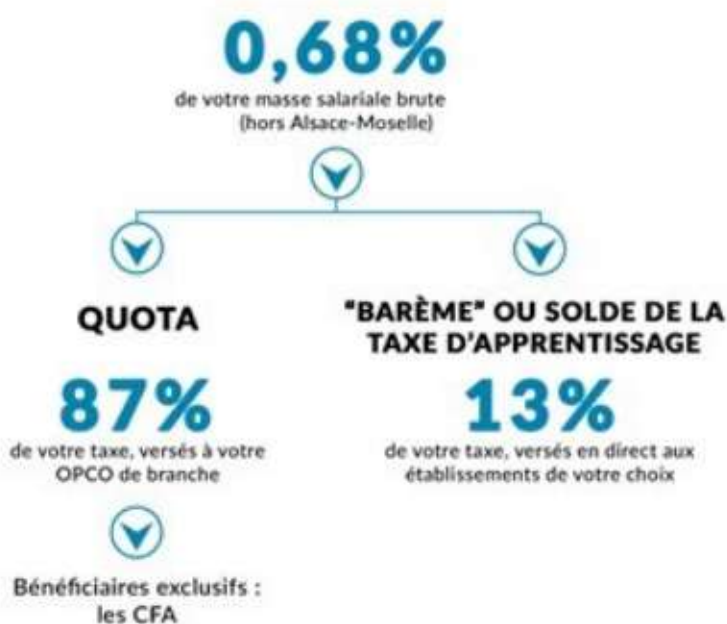 0,68%
de votre masse salariale brute
(hors Alsace-Moselle)
QUOTA
87%
de votre taxe, versés à votre
OPCO de branche
Bénéficiaires exclusifs :
les CFA
"BARÈME" OU SOLDE DE LA
TAXE D'APPRENTISSAGE
13%
de votre taxe, versés en direct aux
établissements de votre choix